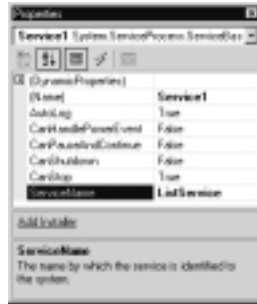 Properties
Service1 System.ServiceProcess.ServiceBas
(DynamicProperties)
(Name) Service1
AutoLog True
CanHandlePowerEvent False
CanPauseAndContinue False
CanShutdown False
CanStop True
ServiceName ListService
Add Installer
ServiceName
The name by which the service is identified to
the system.